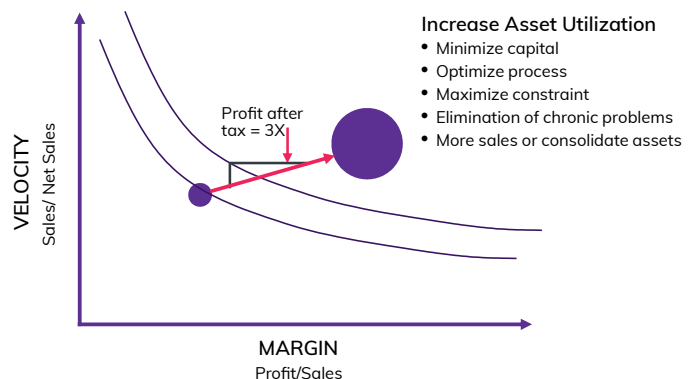 Increase Asset Utilization
• Minimize capital
• Optimize process
• Maximize constraint
• Elimination of chronic problems
• More sales or consolidate assets
Profit after
tax = 3X
VELOCITY
Sales/ Net Sales
MARGIN
Profit/Sales